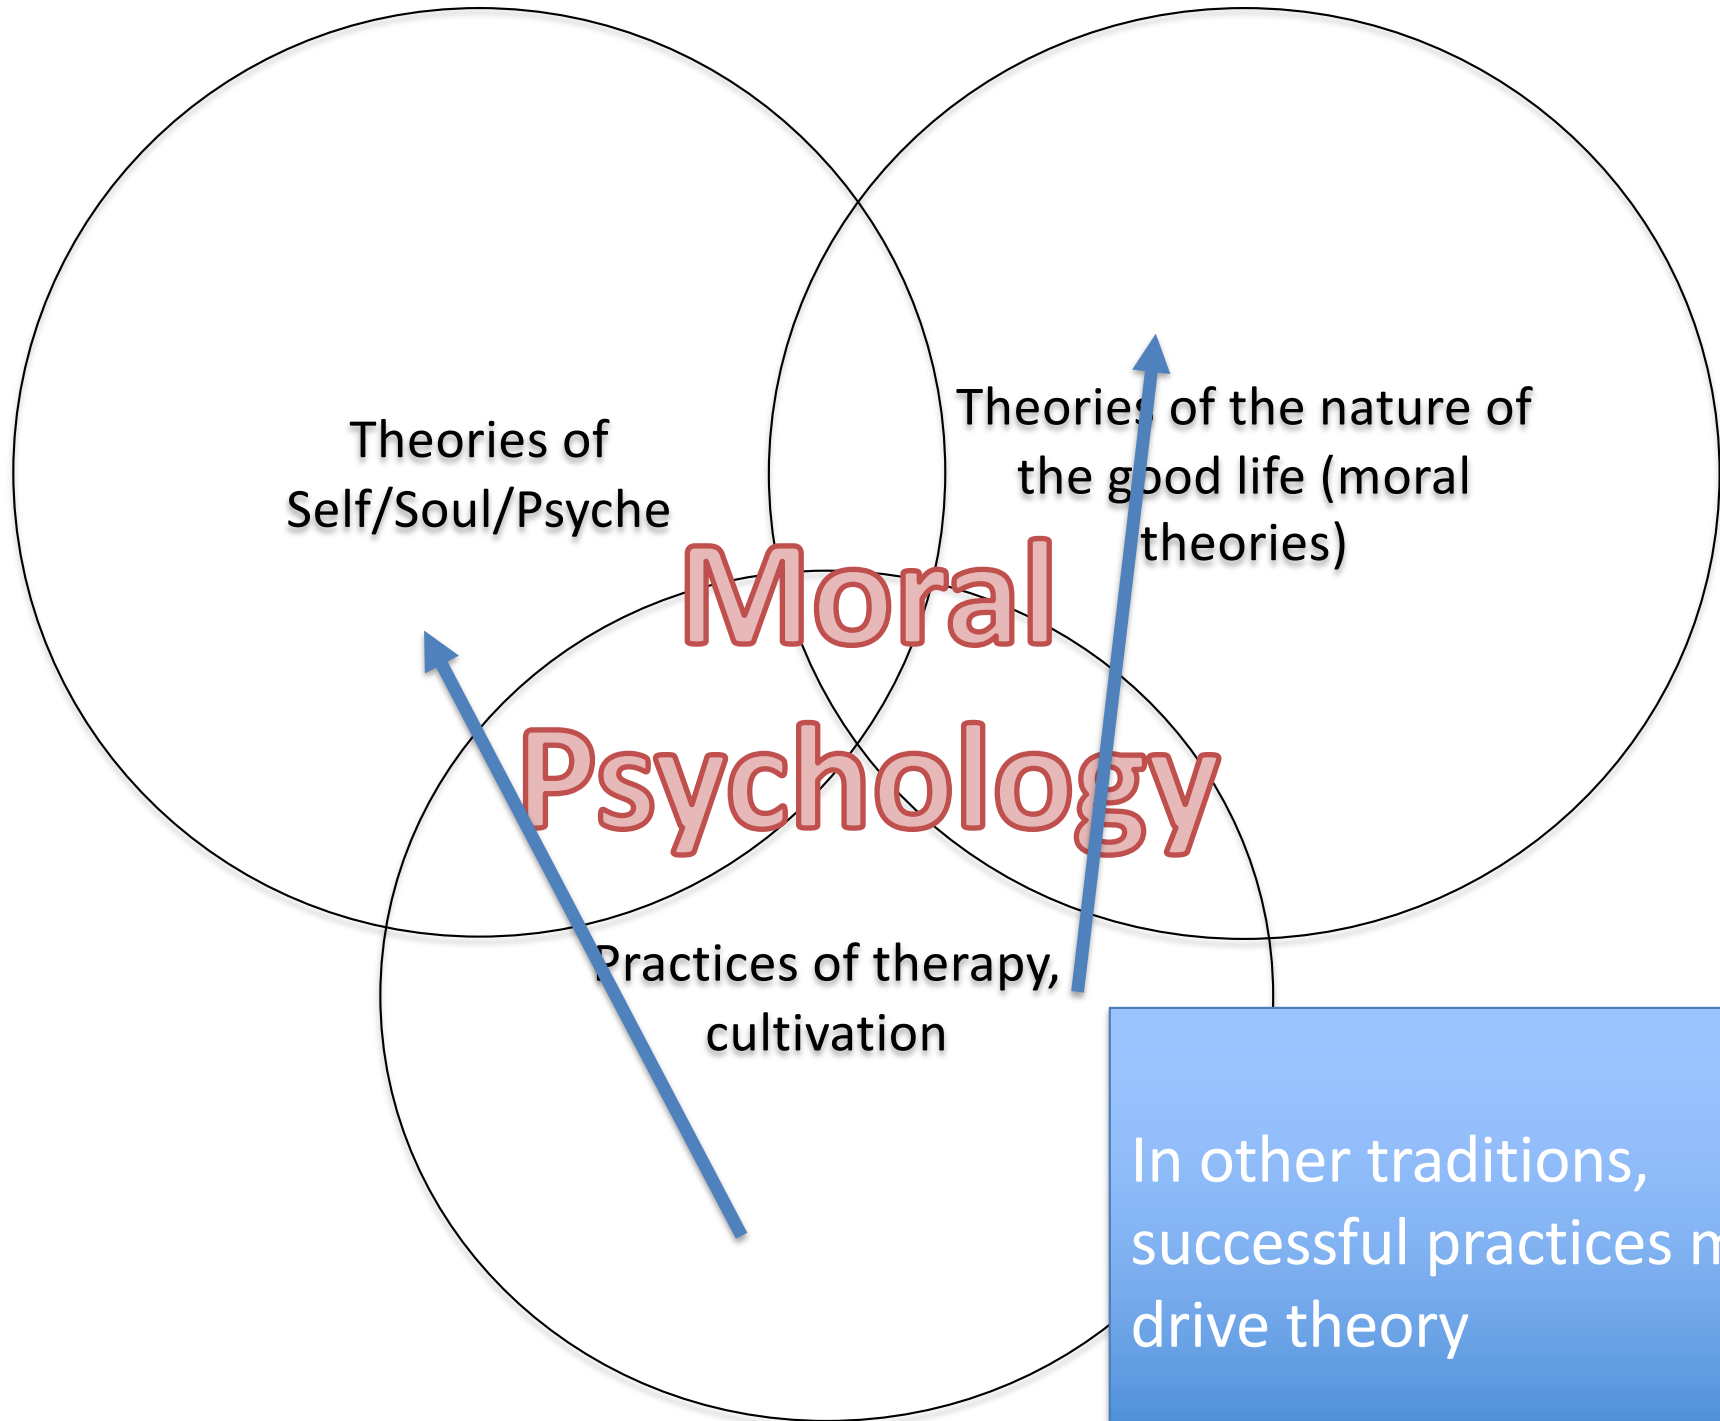 Theories of
Self/Soul/Psyche
Theories of the nature of
the good life (moral
theories)
Moral
Psychology
Practices of therapy,
cultivation
In other traditions,
successful practices
drive theory